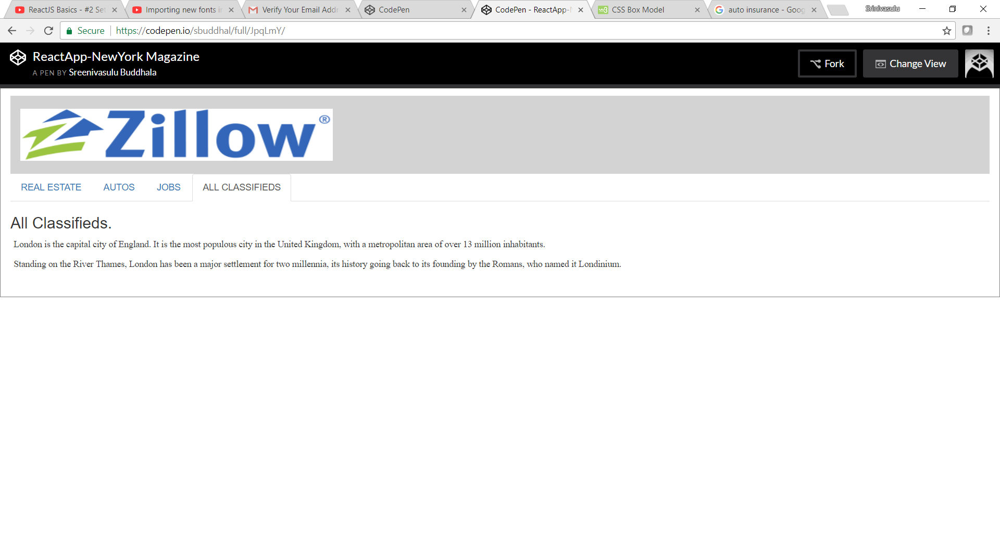 ReactJS Basics - #2 Set
Importing new fonts i
Verify Your Email Addr
CodePen
CodePen - ReactApp-
CSS Box Model
auto insurance - Goog
Srinivasulu
Secure
https://codepen.io/sbuddhal/full/JpqLmY/
ReactApp-NewYork Magazine
A PEN BY Sreenivasulu Buddhala
Fork
Change View
Zillow®
REAL ESTATE
AUTOS
JOBS
ALL CLASSIFIEDS
All Classifieds.
London is the capital city of England. It is the most populous city in the United Kingdom, with a metropolitan area of over 13 million inhabitants.
Standing on the River Thames, London has been a major settlement for two millennia, its history going back to its founding by the Romans, who named it Londinium.